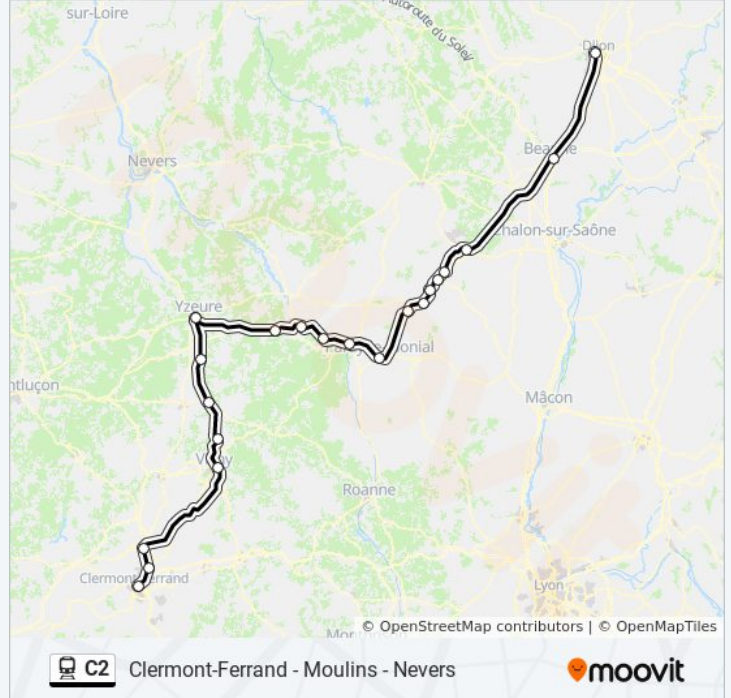 sur-Loire
Autoroute du Soleil
Dijon
Nevers
Beaune
Chalon-sur-Saône
Yzeure
Paray-le-Monial
ntluçon
Mâcon
Vichy
Roanne
Clermont-Ferrand
Lyon
© OpenStreetMap contributors | © OpenMapTiles
C2 Clermont-Ferrand - Moulins - Nevers
moovit